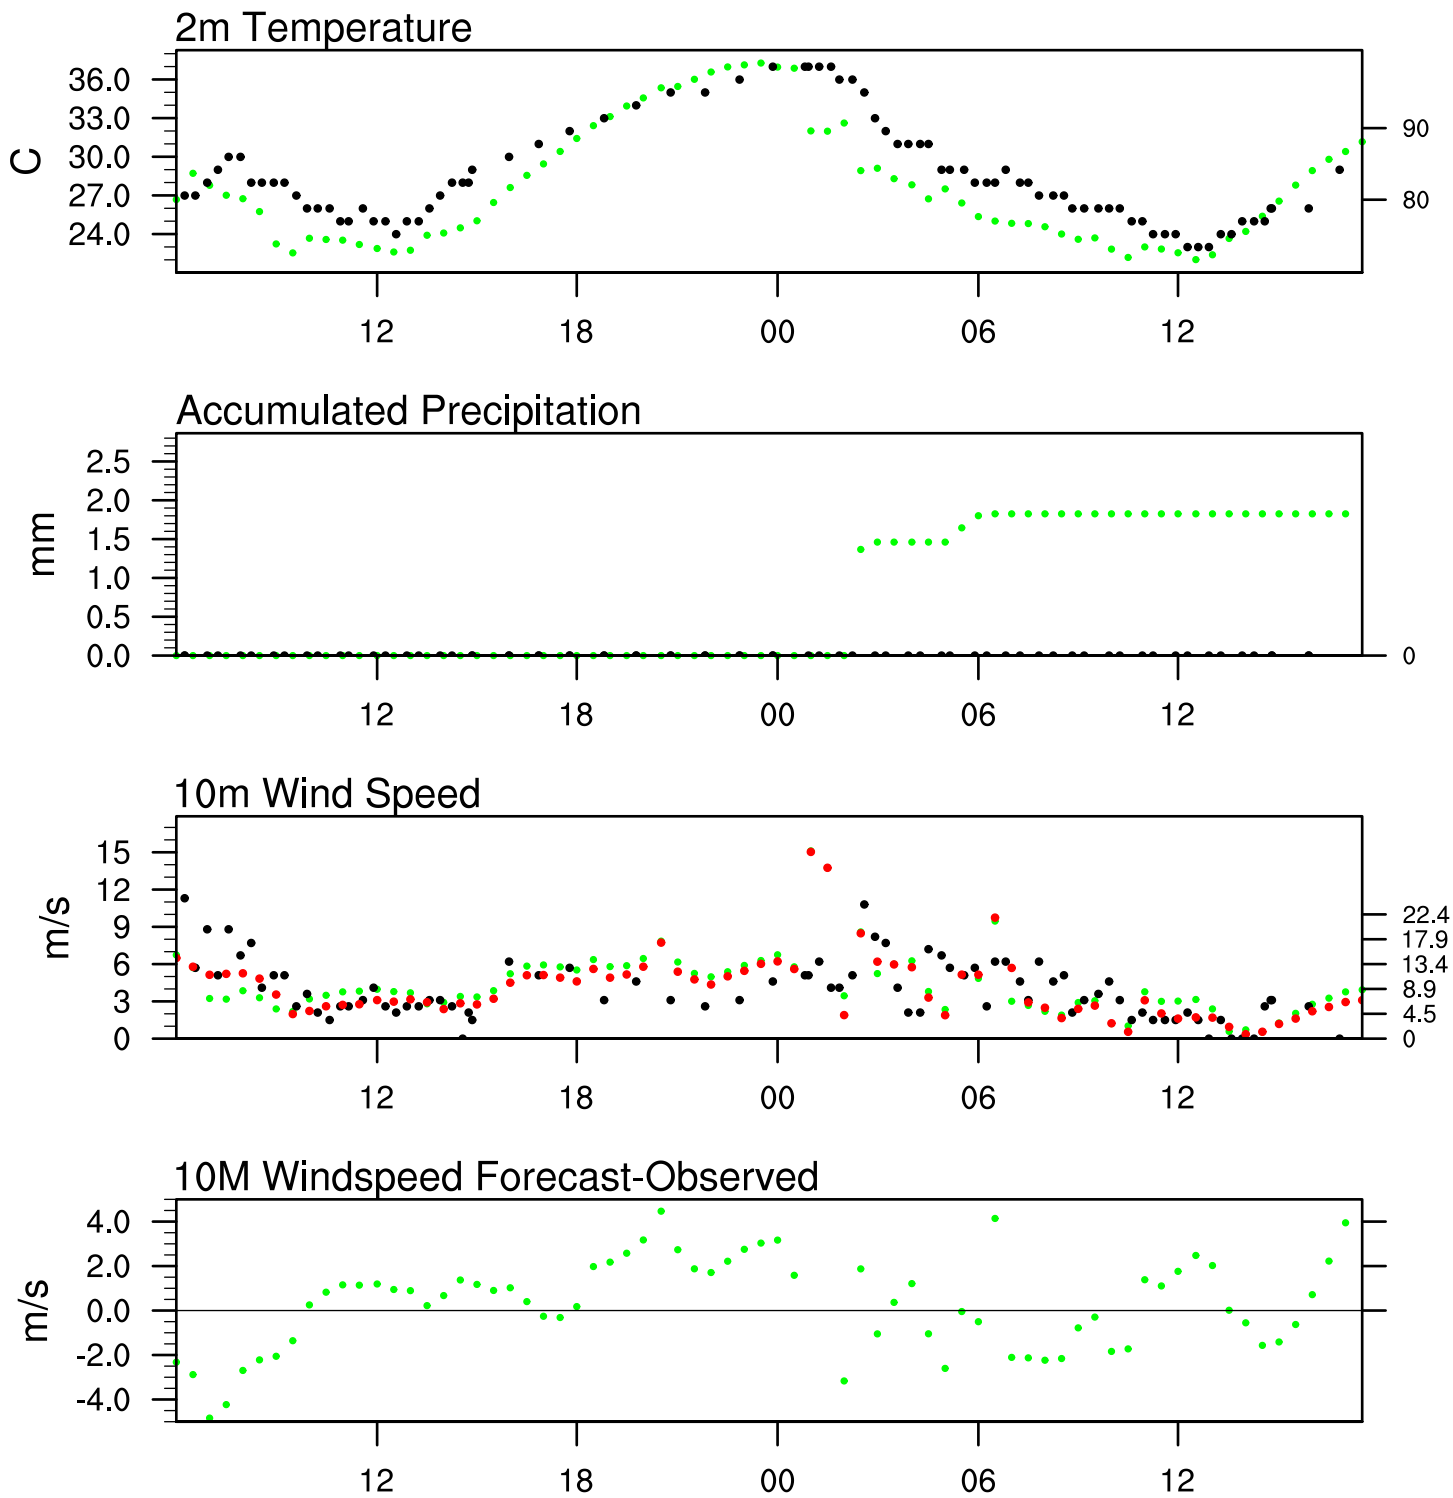 2m Temperature
36.0
33.0
90
30.0
C
27.0
80
24.0
12 18 00 06 12
Accumulated Precipitation
2.5
2.0
1.5
mm
1.0
0.5
0.0
0
12 18 00 06 12
10m Wind Speed
15
12
9
22.4
17.9
m/s
6
13.4
3
8.9
4.5
0
0
12 18 00 06 12
10M Windspeed Forecast-Observed
4.0
2.0
0.0
m/s
-2.0
-4.0
12 18 00 06 12